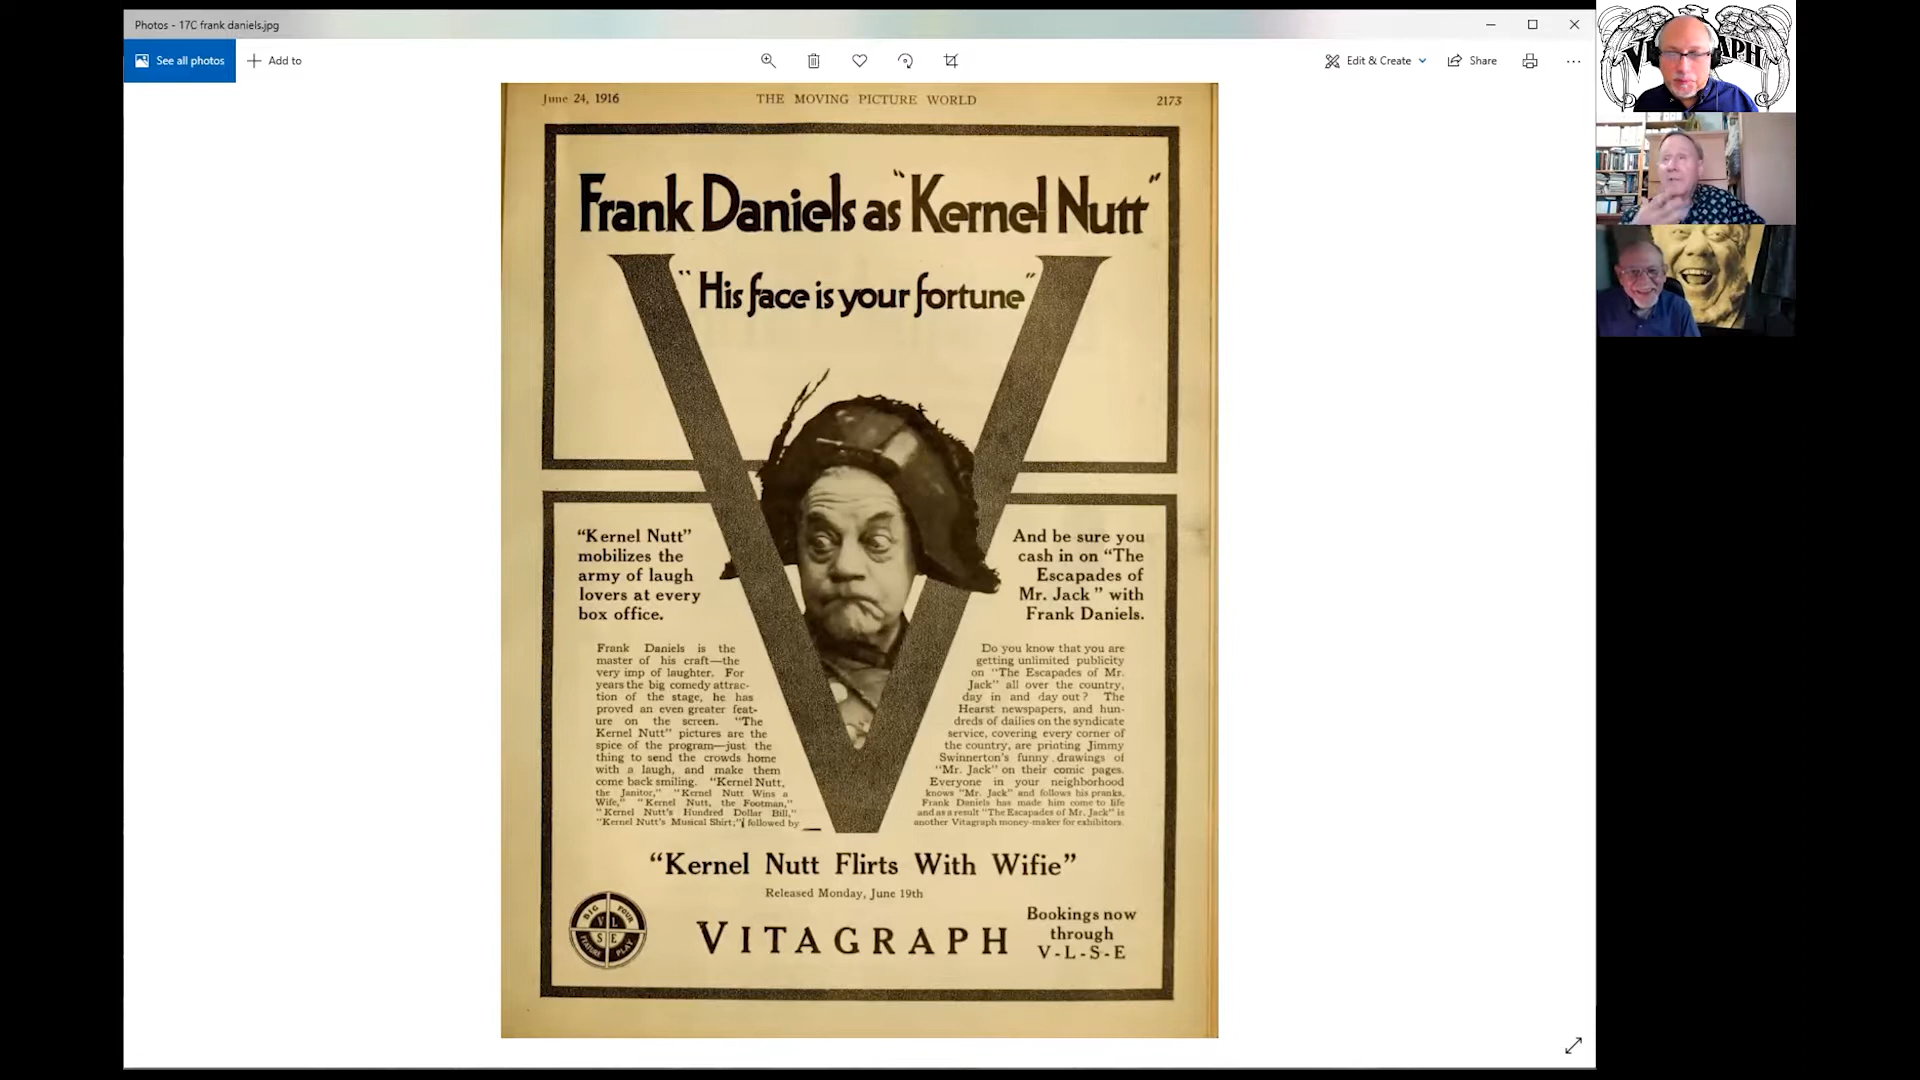 Photos - 17C frank daniels.jpg
See all photos
Add to
Edit & Create
Share
June 24, 1916
THE MOVING PICTURE WORLD
2173
Frank Daniels as "Kernel Nutt"
"His face is your fortune"
"Kernel Nutt"
mobilizes the
army of laugh
lovers at every
box office.
Frank Daniels is the
master of his craft—the
very imp of laughter. For
years the big comedy attrac-
tion of the stage, he has
proved an even greater feat-
ure on the screen. "The
Kernel Nutt" pictures are the
spice of the program—just the
thing to send the crowds home
with a laugh, and make them
come back smiling. "Kernel Nutt,
the Janitor," "Kernel Nutt Wins a
Wife," "Kernel Nutt, the Footman,"
"Kernel Nutt's Hundred Dollar Bill,"
"Kernel Nutt's Musical Shirt;" followed by
And be sure you
cash in on "The
Escapades of
Mr. Jack" with
Frank Daniels.
Do you know that you are
getting unlimited publicity
on "The Escapades of Mr.
Jack" all over the country,
day in and day out? The
Hearst newspapers, and hun-
dreds of dailies on the syndicate
service, covering every corner of
the country, are printing Jimmy
Swinnerton's funny drawings of
"Mr. Jack" on their comic pages.
Everyone in your neighborhood
knows "Mr. Jack" and follows his pranks.
Frank Daniels has made him come to life
and as a result "The Escapades of Mr. Jack" is
another Vitagraph money-maker for exhibitors.
"Kernel Nutt Flirts With Wifie"
Released Monday, June 19th
BIG FOUR
V L
S E
FEATURE PLAY
VITAGRAPH
Bookings now
through
V-L-S-E